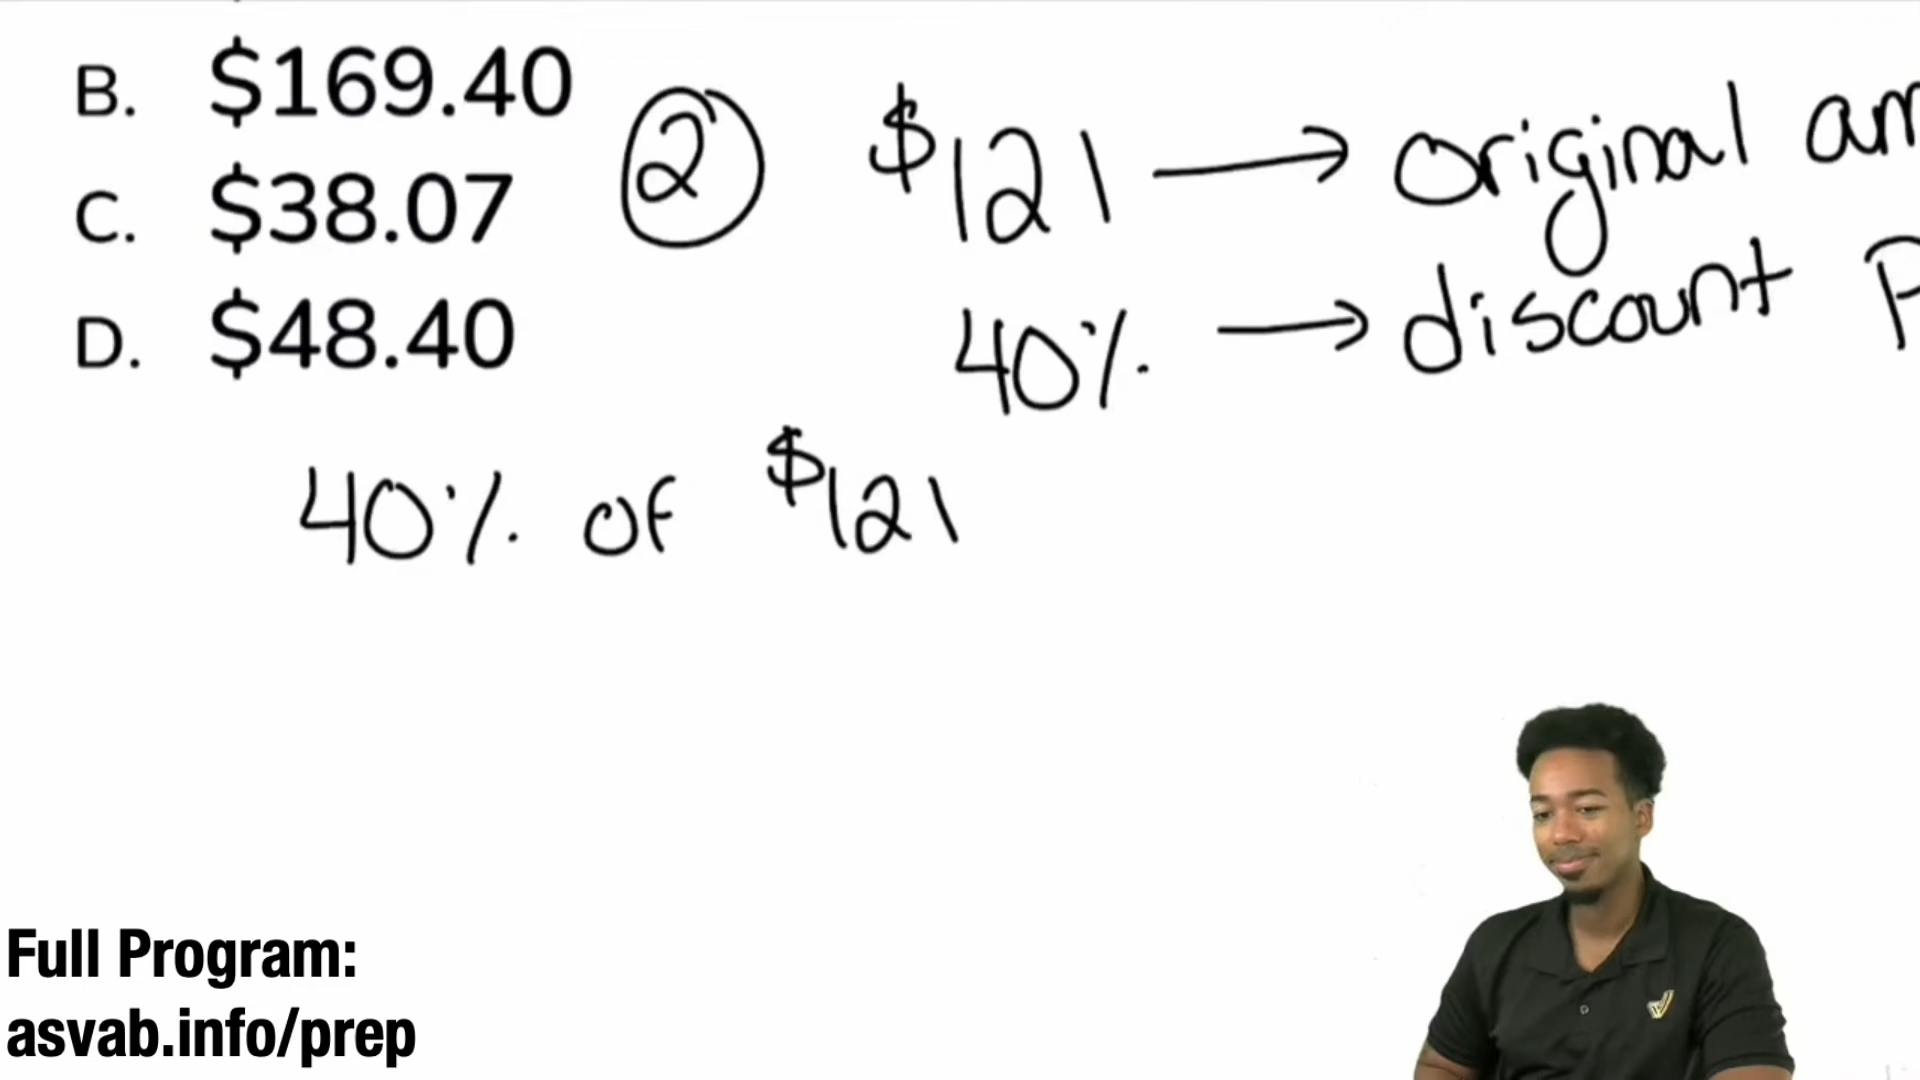 B. $169.40
C. $38.07
D. $48.40
2 $121 → original am
40% → discount P
40% of $121
Full Program:
asvab.info/prep